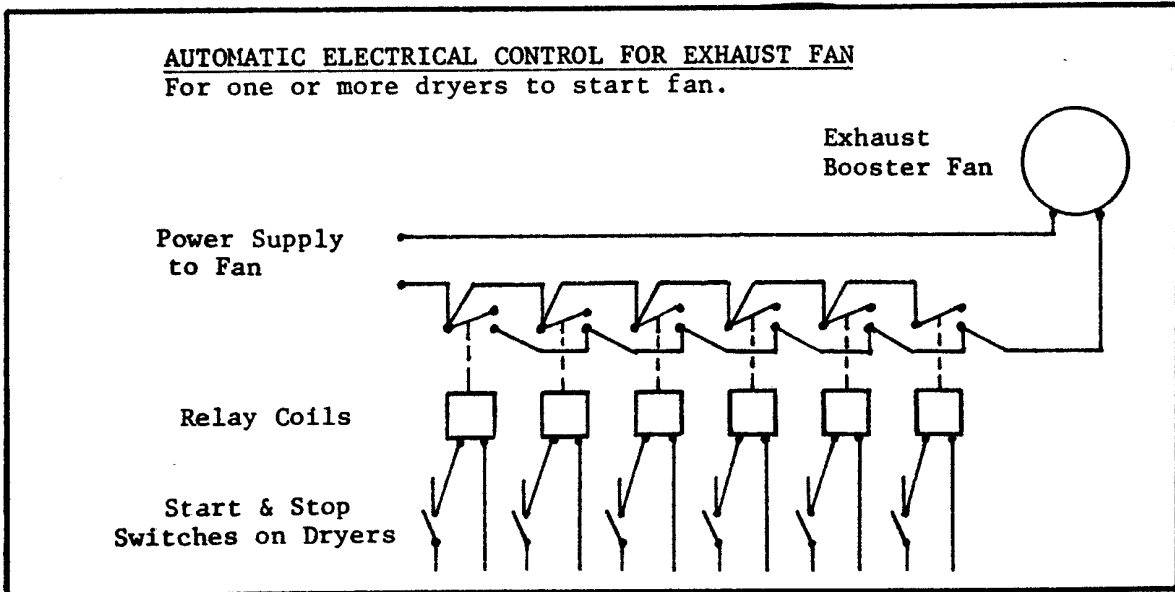 AUTOMATIC ELECTRICAL CONTROL FOR EXHAUST FAN
For one or more dryers to start fan.
Exhaust
Booster Fan
Power Supply
to Fan
Relay Coils
Start & Stop
Switches on Dryers